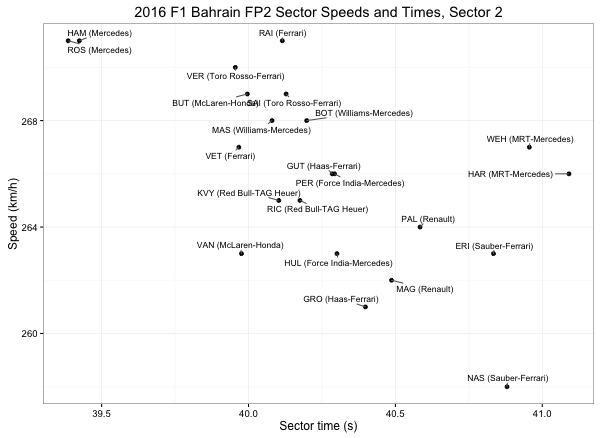 2016 F1 Bahrain FP2 Sector Speeds and Times, Sector 2
HAM (Mercedes)
RAI (Ferrari)
ROS (Mercedes)
VER (Toro Rosso-Ferrari)
BUT (McLaren-Honda)
SAI (Toro Rosso-Ferrari)
BOT (Williams-Mercedes)
268
MAS (Williams-Mercedes)
WEH (MRT-Mercedes)
VET (Ferrari)
GUT (Haas-Ferrari)
HAR (MRT-Mercedes)
PER (Force India-Mercedes)
KVY (Red Bull-TAG Heuer)
RIC (Red Bull-TAG Heuer)
PAL (Renault)
264
VAN (McLaren-Honda)
ERI (Sauber-Ferrari)
HUL (Force India-Mercedes)
MAG (Renault)
GRO (Haas-Ferrari)
260
NAS (Sauber-Ferrari)
Speed (km/h)
39.5
40.0
40.5
41.0
Sector time (s)